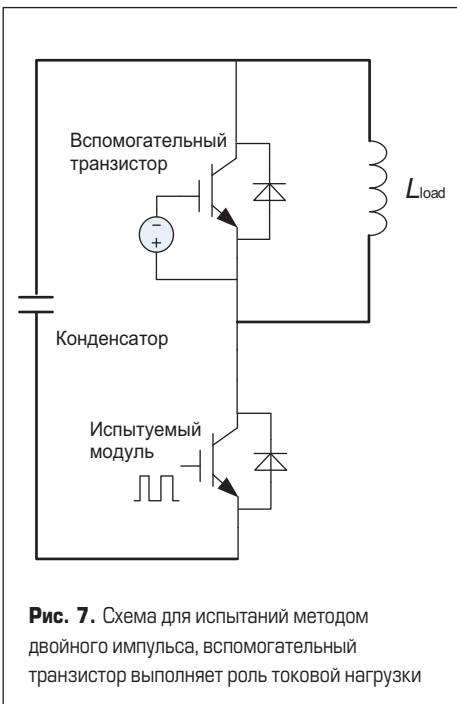 Вспомогательный
транзистор
Lload
−
+
Конденсатор
Испытуемый
модуль
Рис. 7. Схема для испытаний методом
двойного импульса, вспомогательный
транзистор выполняет роль токовой нагрузки